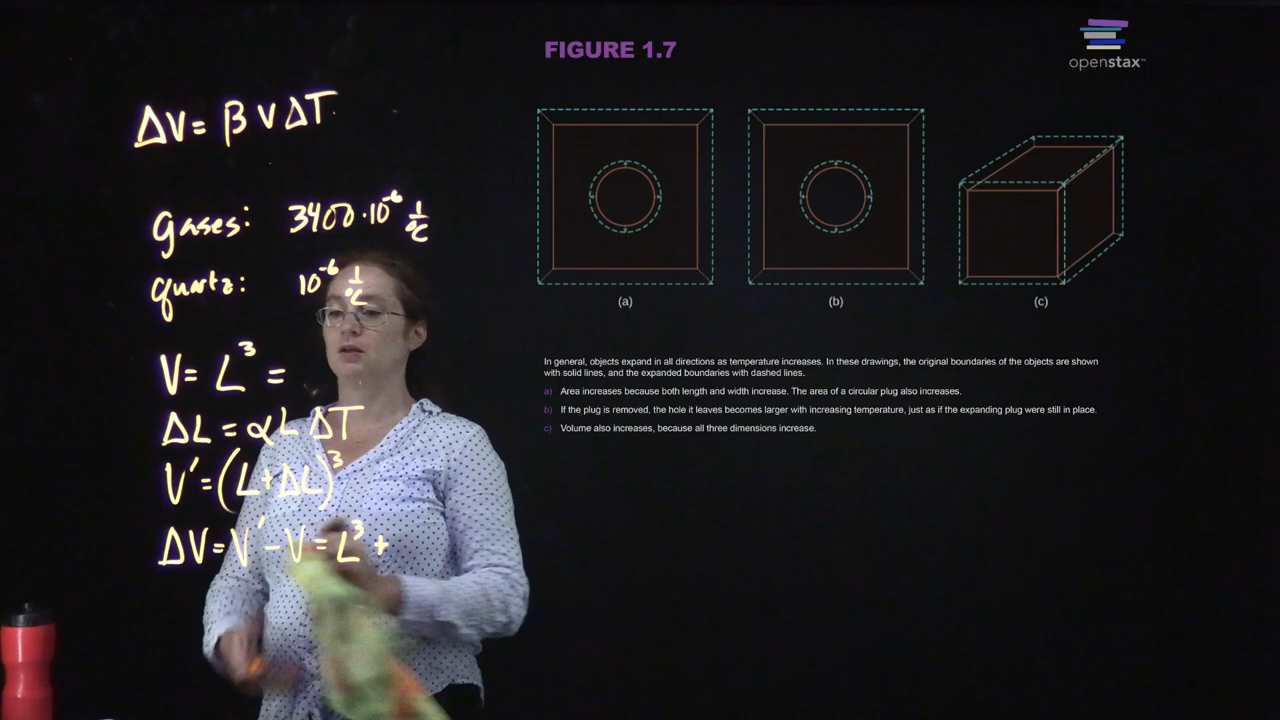 ΔV= β V ΔT
gases: 3400·10⁻⁶ 1/°C
quartz: 10⁻⁶ 1/°C
V= L³ =
ΔL = αL ΔT
V′=(L+ΔL)³
ΔV=V′-V=L³+
FIGURE 1.7
openstax™
(a)
(b)
(c)
In general, objects expand in all directions as temperature increases. In these drawings, the original boundaries of the objects are shown
with solid lines, and the expanded boundaries with dashed lines.
a) Area increases because both length and width increase. The area of a circular plug also increases.
b) If the plug is removed, the hole it leaves becomes larger with increasing temperature, just as if the expanding plug were still in place.
c) Volume also increases, because all three dimensions increase.